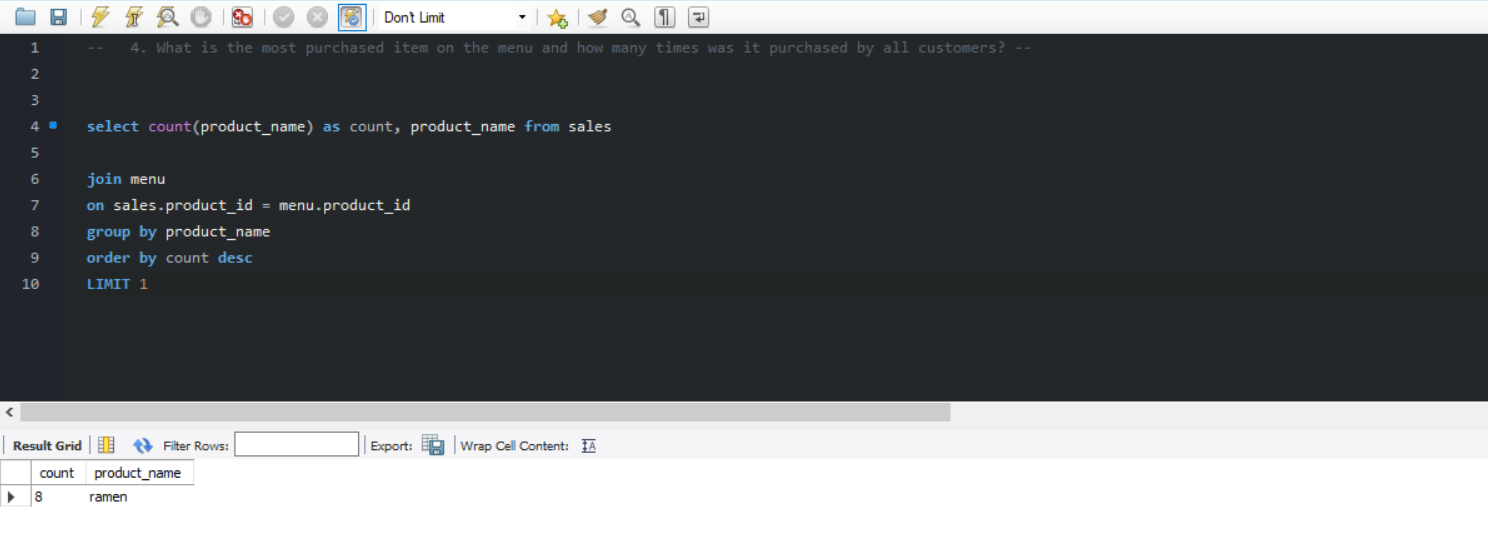 Don't Limit
1 -- 4. What is the most purchased item on the menu and how many times was it purchased by all customers? --
2
3
4 select count(product_name) as count, product_name from sales
5
6 join menu
7 on sales.product_id = menu.product_id
8 group by product_name
9 order by count desc
10 LIMIT 1
Result Grid Filter Rows: Export: Wrap Cell Content:
count product_name
8 ramen